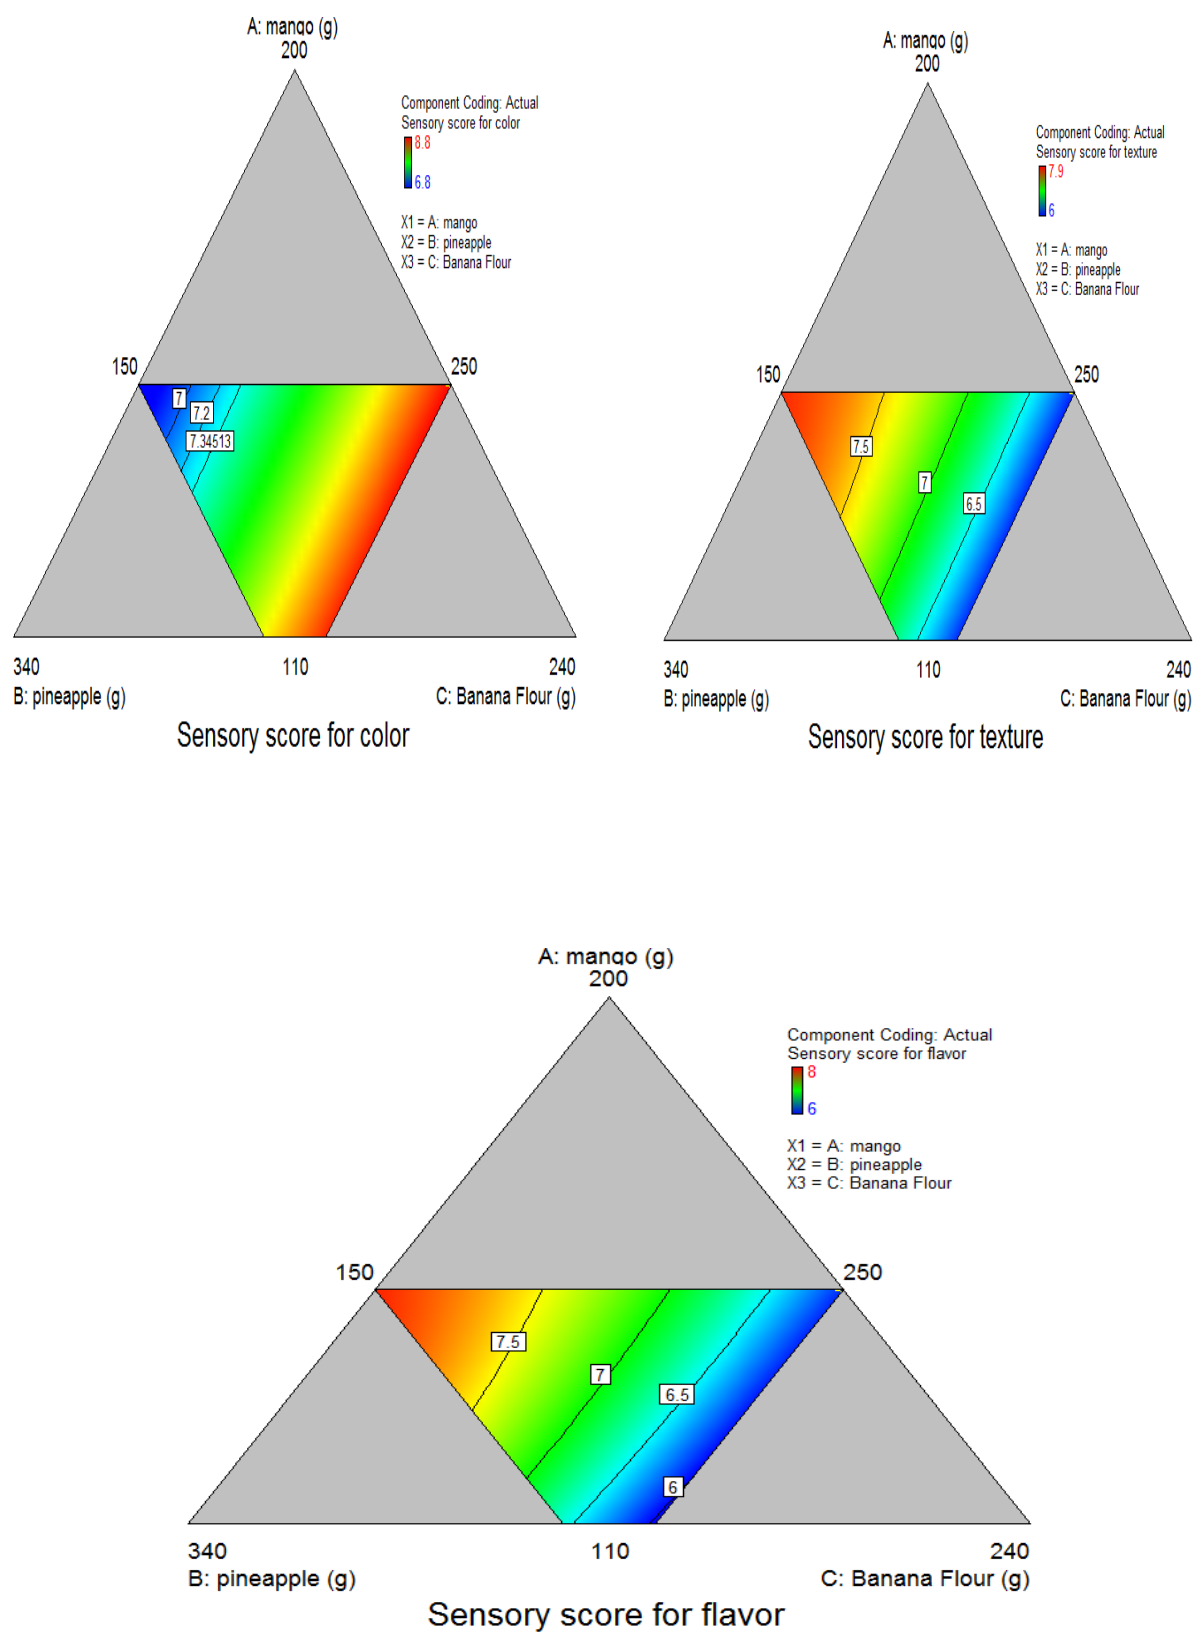 A: mango (g)
200
Component Coding: Actual
Sensory score for color
8.8
6.8
X1 = A: mango
X2 = B: pineapple
X3 = C: Banana Flour
150
250
7
7.2
7.34513
340
110
240
B: pineapple (g)
C: Banana Flour (g)
Sensory score for color
A: mango (g)
200
Component Coding: Actual
Sensory score for texture
7.9
6
X1 = A: mango
X2 = B: pineapple
X3 = C: Banana Flour
150
250
7.5
7
6.5
340
110
240
B: pineapple (g)
C: Banana Flour (g)
Sensory score for texture
A: mango (g)
200
Component Coding: Actual
Sensory score for flavor
8
6
X1 = A: mango
X2 = B: pineapple
X3 = C: Banana Flour
150
250
7.5
7
6.5
6
340
110
240
B: pineapple (g)
C: Banana Flour (g)
Sensory score for flavor